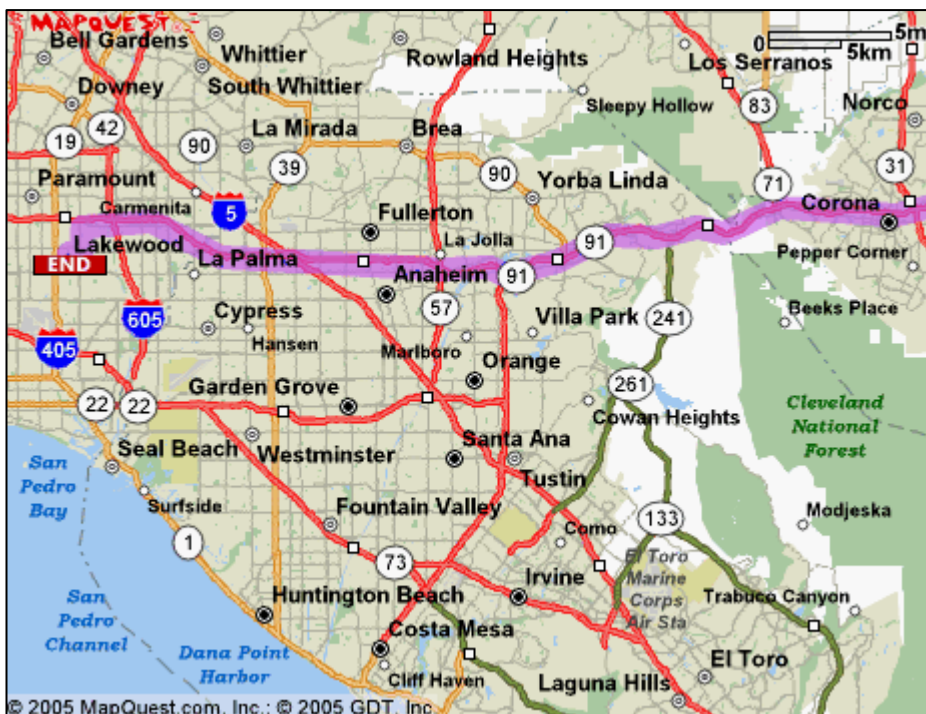 MAPQUEST
Bell Gardens
Whittier
Rowland Heights
0 5m
5km
Los Serranos
Downey
South Whittier
Sleepy Hollow
83
Norco
19
42
90
La Mirada
Brea
39
90
31
Paramount
Yorba Linda
71
Carmenita
5
Fullerton
Corona
Lakewood
La Jolla
91
Pepper Corner
END
La Palma
Anaheim
91
57
Cypress
Villa Park
241
Beeks Place
605
Hansen
Marlboro
405
Orange
Garden Grove
261
22
22
Cowan Heights
Cleveland
National
Forest
Seal Beach
Westminster
Santa Ana
San
Pedro
Bay
Tustin
Surfside
Fountain Valley
133
Modjeska
1
Como
73
El Toro
Marine
Corps
Air Sta
Irvine
Huntington Beach
Trabuco Canyon
San
Pedro
Channel
Costa Mesa
Dana Point
Harbor
Cliff Haven
El Toro
Laguna Hills
© 2005 MapQuest.com, Inc.; © 2005 GDT, Inc